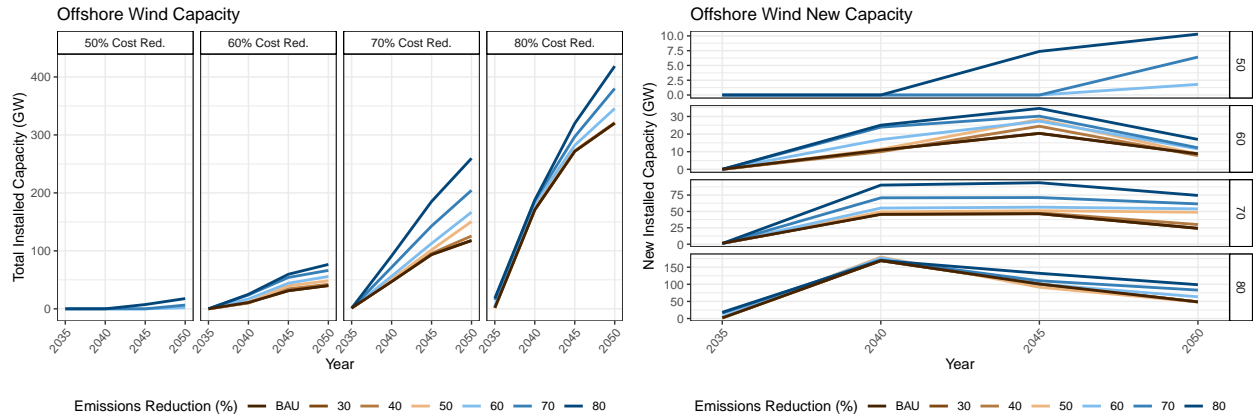 Offshore Wind Capacity
50% Cost Red. 60% Cost Red. 70% Cost Red. 80% Cost Red.
Total Installed Capacity (GW)
400
300
200
100
0
2035 2040 2045 2050 2035 2040 2045 2050 2035 2040 2045 2050 2035 2040 2045 2050
Year
Emissions Reduction (%) BAU 30 40 50 60 70 80
Offshore Wind New Capacity
New Installed Capacity (GW)
10.0
7.5
5.0
2.5
0.0
50
30
20
10
0
60
75
50
25
0
70
150
100
50
0
80
2035 2040 2045 2050
Year
Emissions Reduction (%) BAU 30 40 50 60 70 80